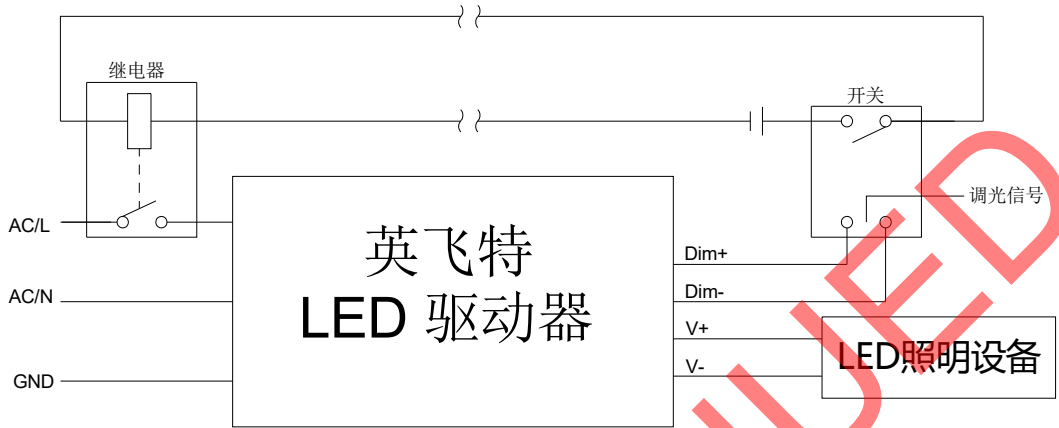 继电器
开关
调光信号
AC/L
英飞特
LED 驱动器
Dim+
AC/N
Dim-
V+
LED照明设备
V-
GND